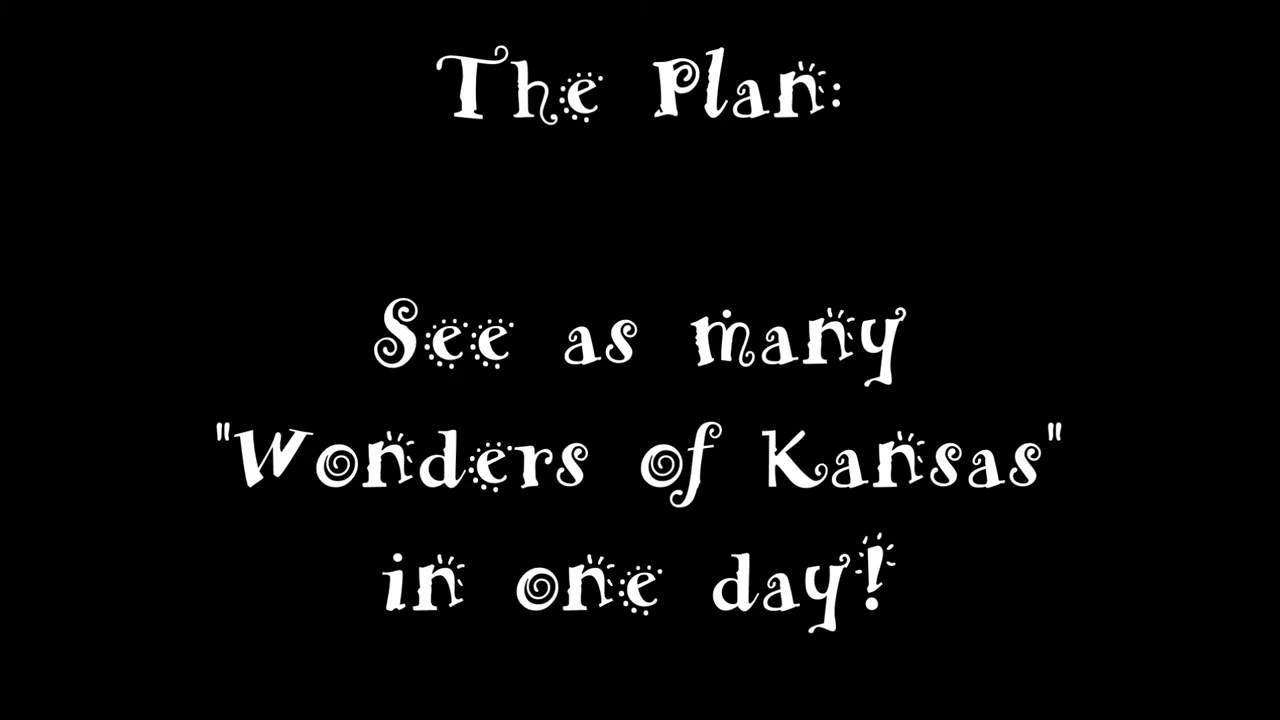 The Plan:
See as many
"Wonders of Kansas"
in one day!